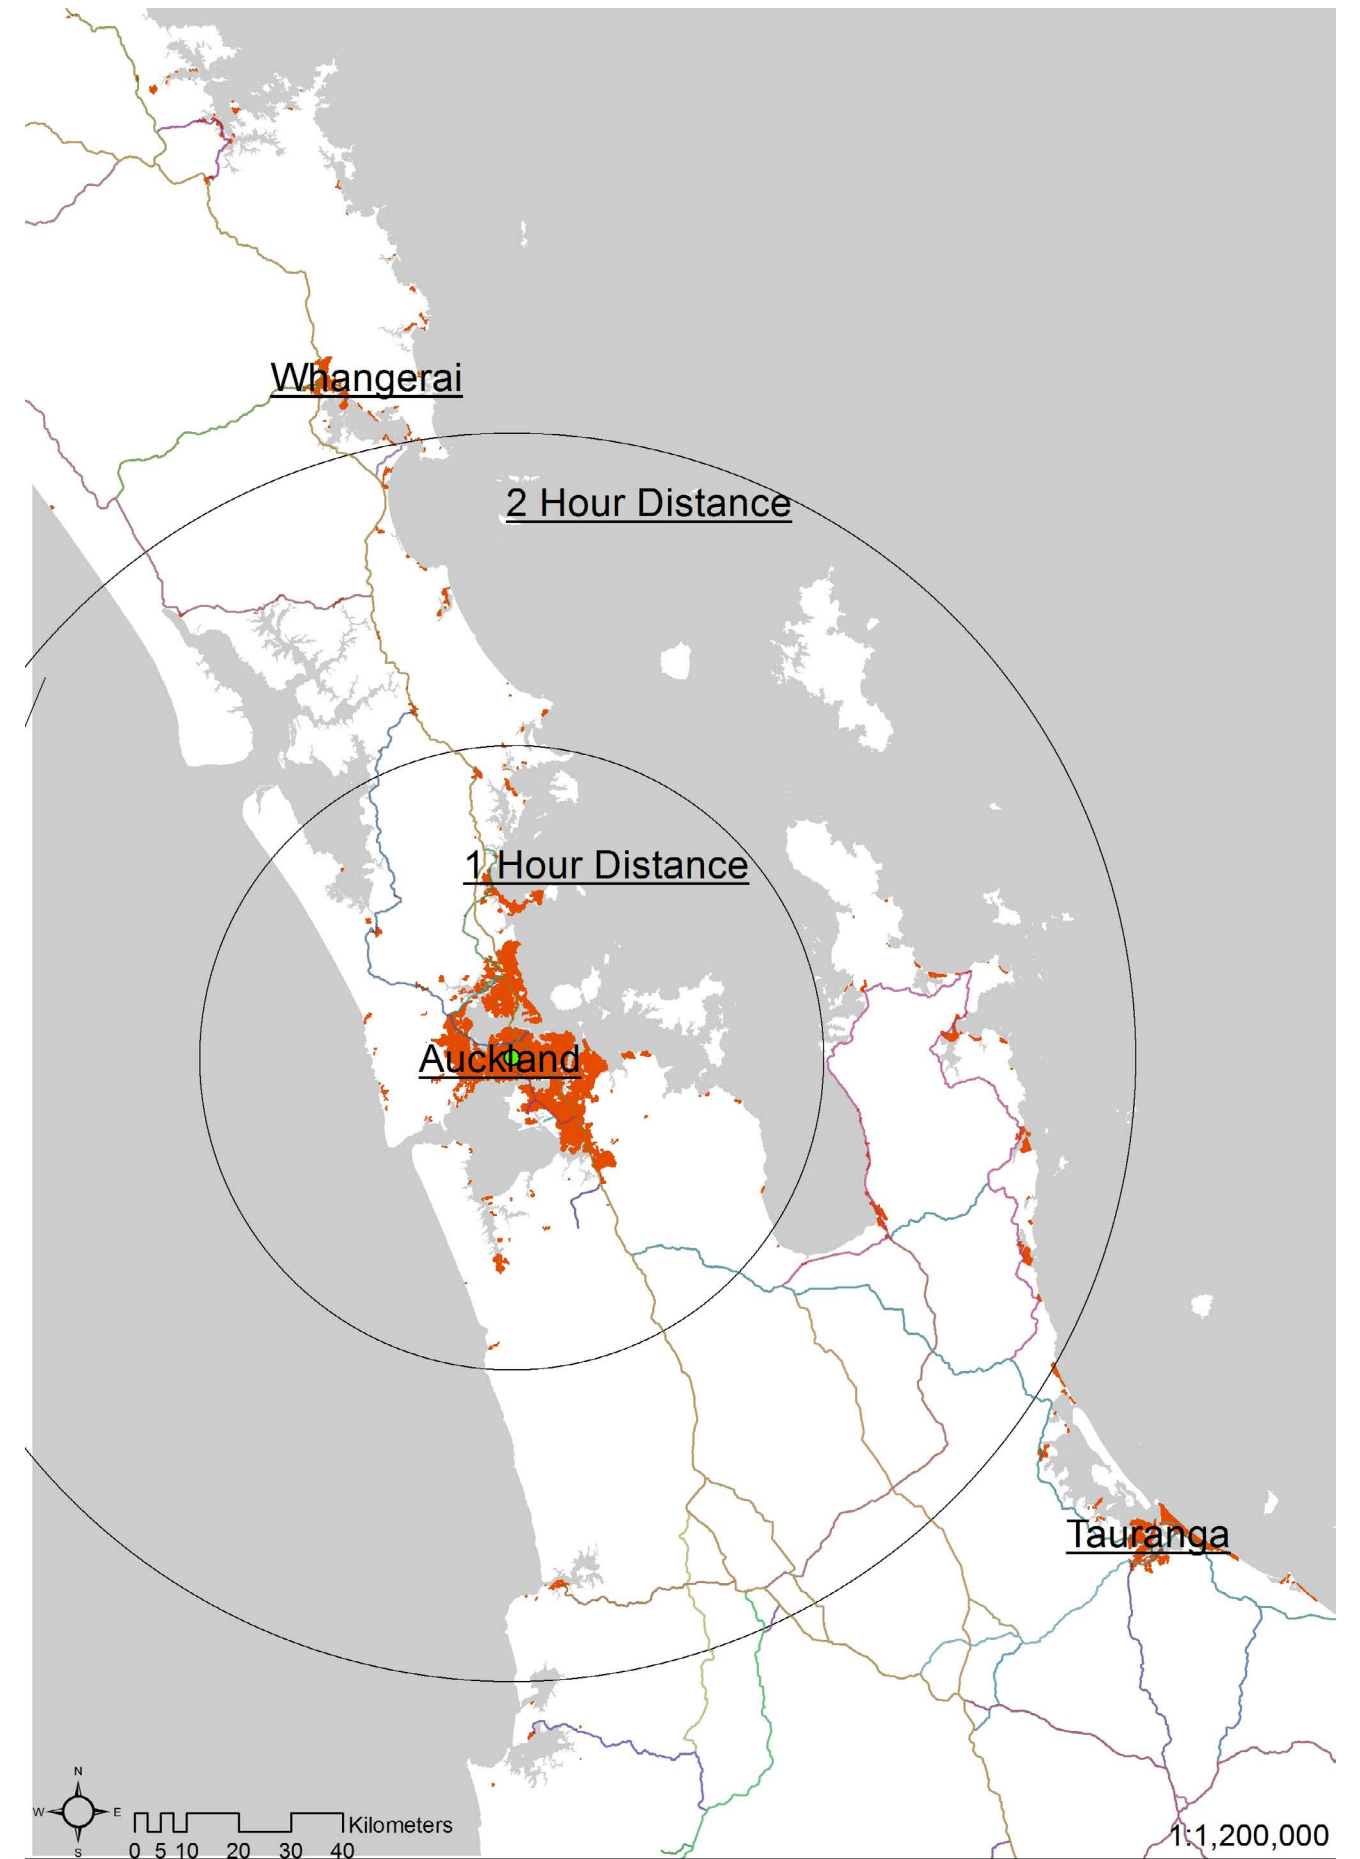 Whangerai
2 Hour Distance
1 Hour Distance
Auckland
Tauranga
N
W E
S
Kilometers
0 5 10 20 30 40
1:1,200,000